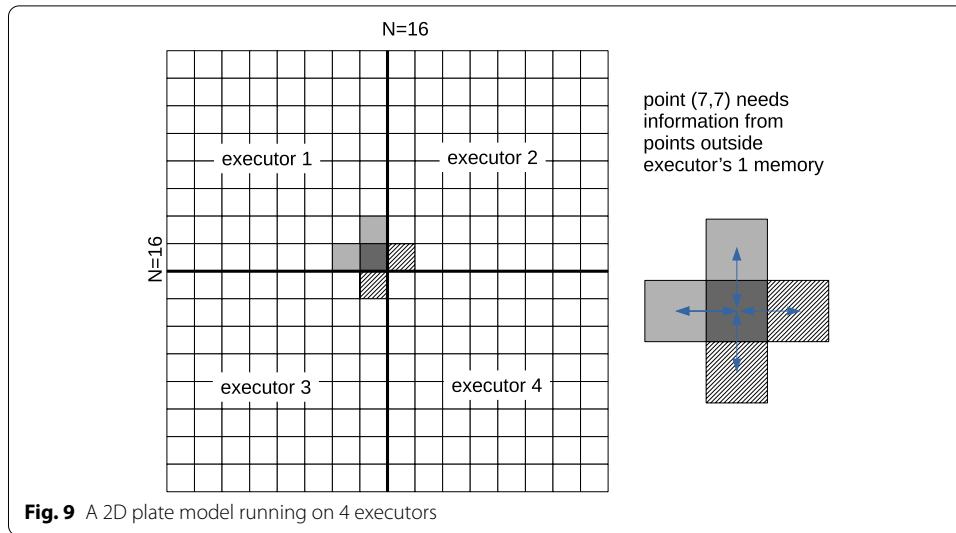 N=16
N=16
executor 1
executor 2
executor 3
executor 4
point (7,7) needs
information from
points outside
executor's 1 memory
Fig. 9 A 2D plate model running on 4 executors